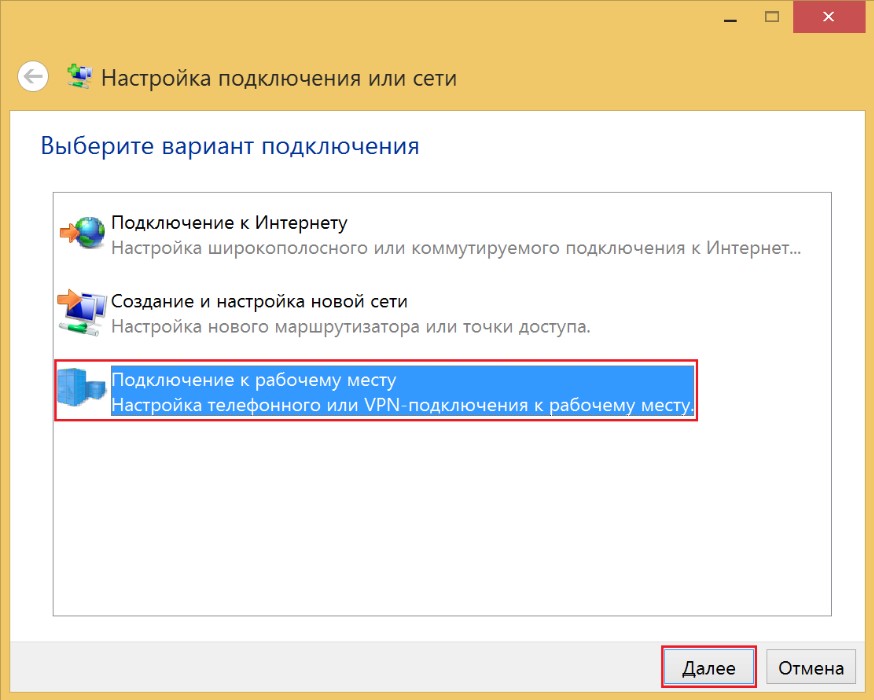 Настройка подключения или сети
Выберите вариант подключения
Подключение к Интернету
Настройка широкополосного или коммутируемого подключения к Интернет...
Создание и настройка новой сети
Настройка нового маршрутизатора или точки доступа.
Подключение к рабочему месту
Настройка телефонного или VPN-подключения к рабочему месту.
Далее
Отмена